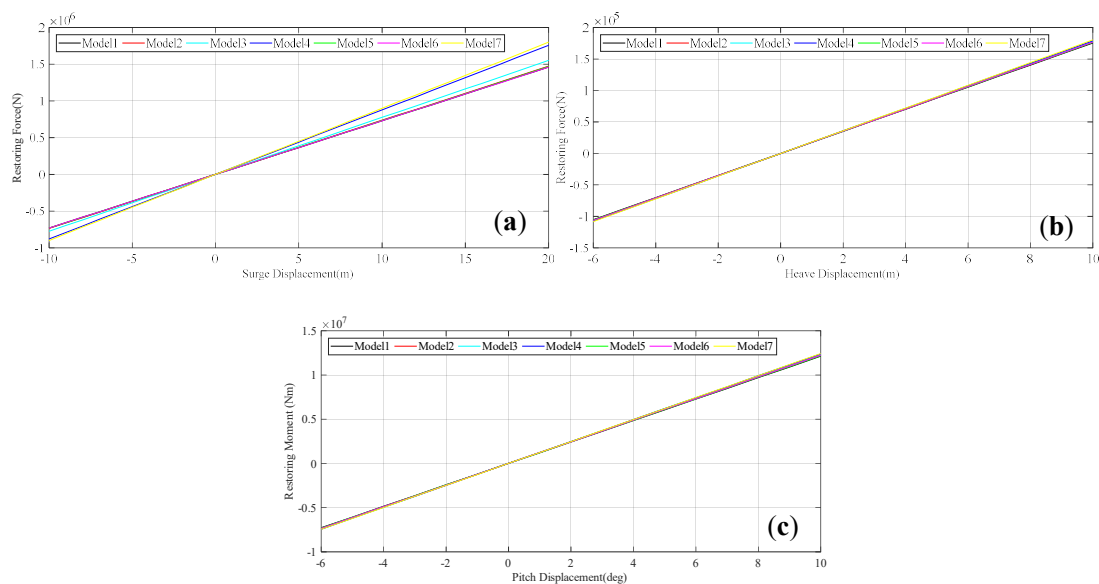 ×10^6
Model1 Model2 Model3 Model4 Model5 Model6 Model7
Restoring Force(N)
2
1.5
1
0.5
0
-0.5
-1
-10 -5 0 5 10 15 20
Surge Displacement(m)
(a)
×10^5
Model1 Model2 Model3 Model4 Model5 Model6 Model7
Restoring Force(N)
2
1.5
1
0.5
0
-0.5
-1
-1.5
-6 -4 -2 0 2 4 6 8 10
Heave Displacement(m)
(b)
×10^7
Model1 Model2 Model3 Model4 Model5 Model6 Model7
Restoring Moment (Nm)
1.5
1
0.5
0
-0.5
-1
-6 -4 -2 0 2 4 6 8 10
Pitch Displacement(deg)
(c)